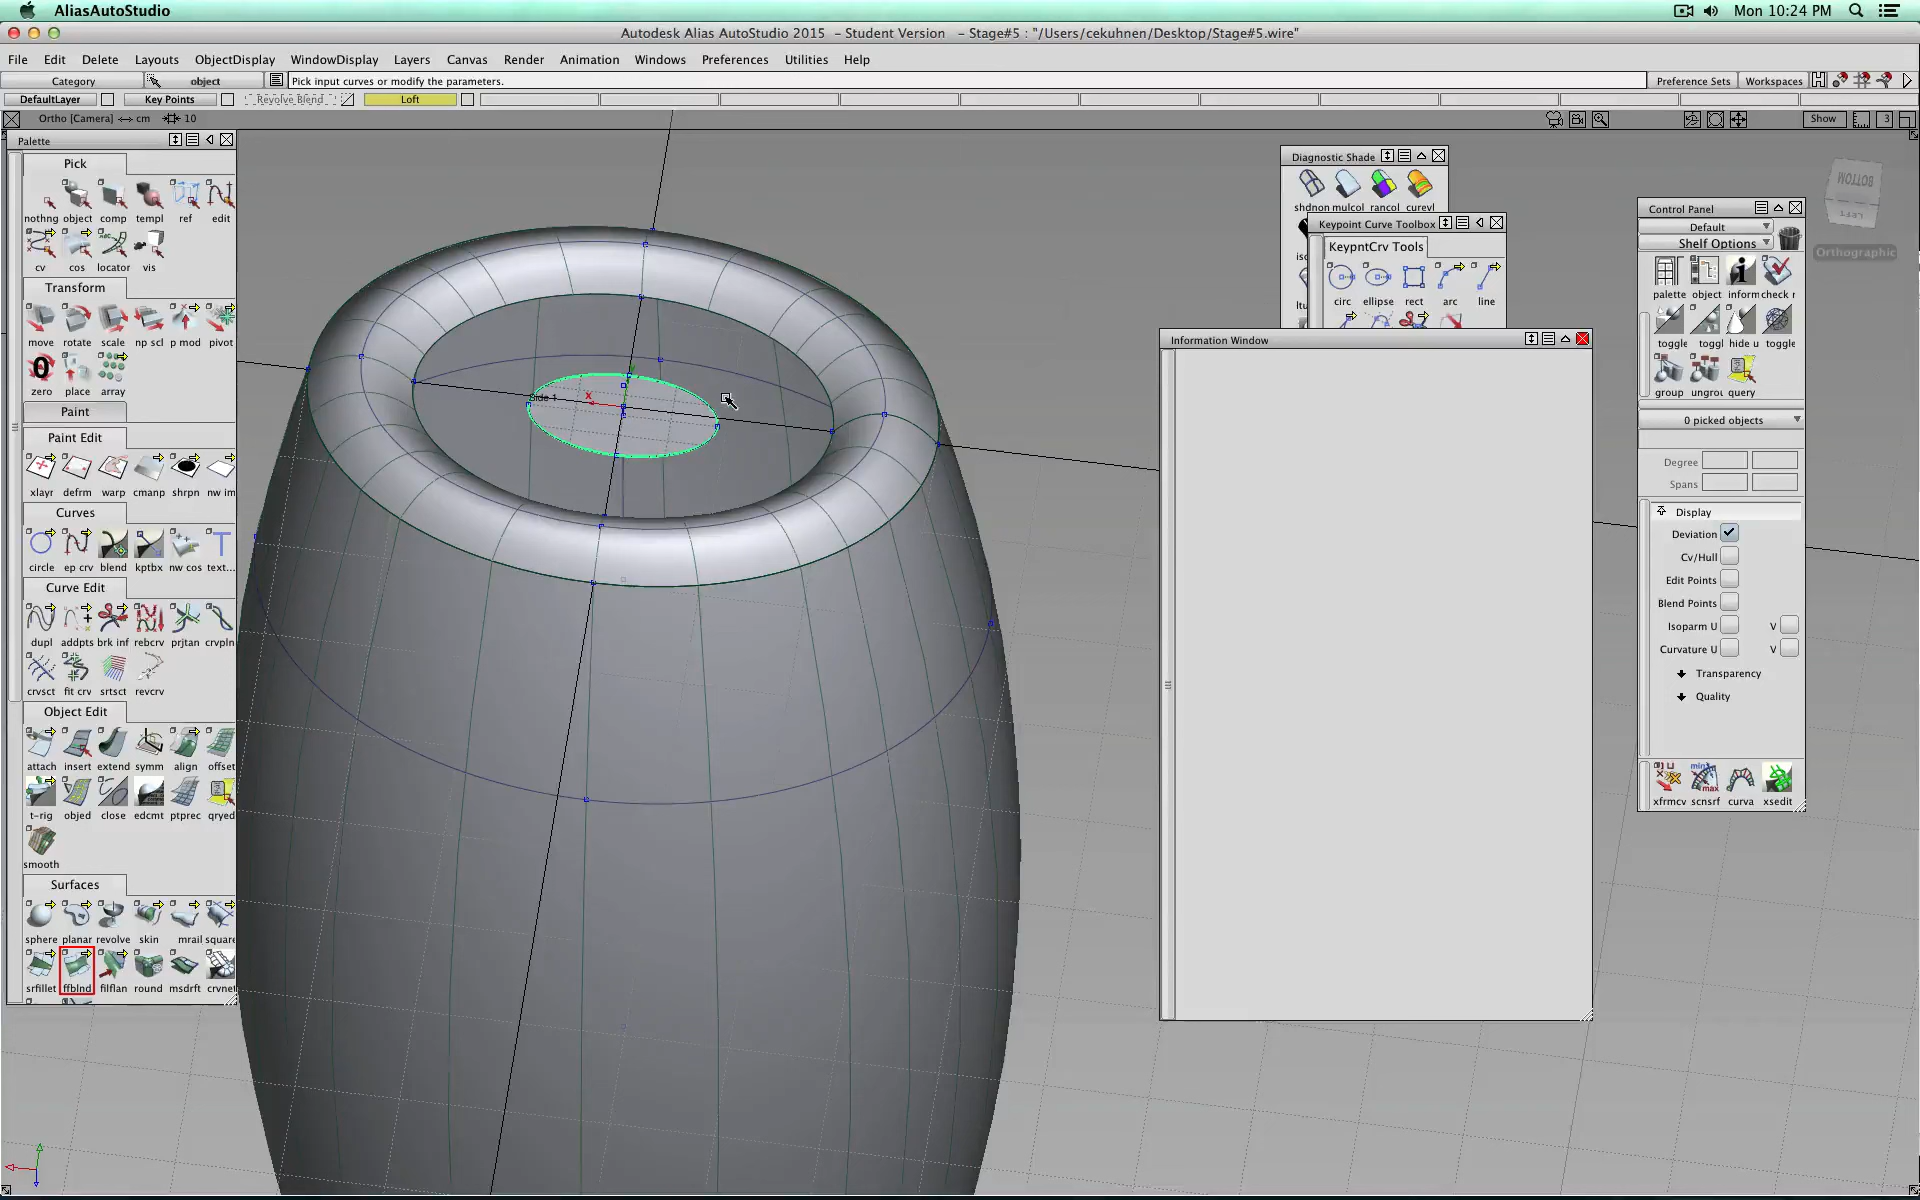 AliasAutoStudio
Mon 10:24 PM
Autodesk Alias AutoStudio 2015 - Student Version - Stage#5 : "/Users/cekuhnen/Desktop/Stage#5.wire"
File Edit Delete Layouts ObjectDisplay WindowDisplay Layers Canvas Render Animation Windows Preferences Utilities Help
Category object Pick input curves or modify the parameters. Preference Sets Workspaces
DefaultLayer Key Points Revolve Blend Loft
Ortho [Camera] cm 10 Show 3
Palette
Pick
nothng object comp templ ref edit
cv cos locator vis
Transform
move rotate scale np scl p mod pivot
0
zero place array
Paint
Paint Edit
xlayr defrm warp cmanp shrpn nw im
Curves
circle ep crv blend kptbx nw cos text...
Curve Edit
dupl addpts brk inf rebcrv prjtan crvpln
crvsct fit crv srtsct revcrv
Object Edit
attach insert extend symm align offset
t-rig objed close edcmt ptprec qryed
smooth
Surfaces
sphere planar revolve skin mrail square
srfillet ffblnd filflan round msdrft crvnet
Side 1
X
Diagnostic Shade
shdnon mulcol rancol curevl
Keypoint Curve Toolbox
KeypntCrv Tools
circ ellipse rect arc line
Information Window
BOTTOM
LEFT
Orthographic
Control Panel
Default
Shelf Options
palette object inform check r
toggle toggl hide u toggle
group ungrou query
0 picked objects
Degree
Spans
Display
Deviation
Cv/Hull
Edit Points
Blend Points
Isoparm U V
Curvature U V
Transparency
Quality
xfrmcv scnsrf curva xsedit